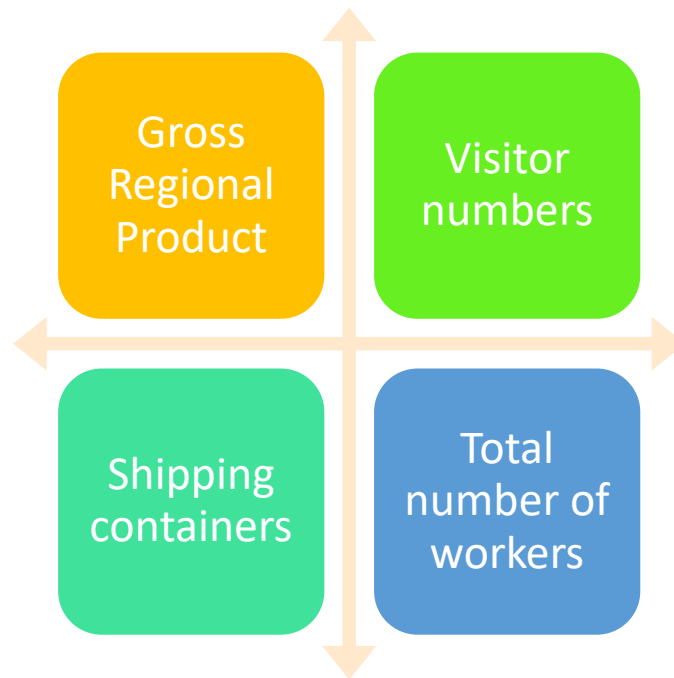 Gross
Regional
Product
Visitor
numbers
Shipping
containers
Total
number of
workers